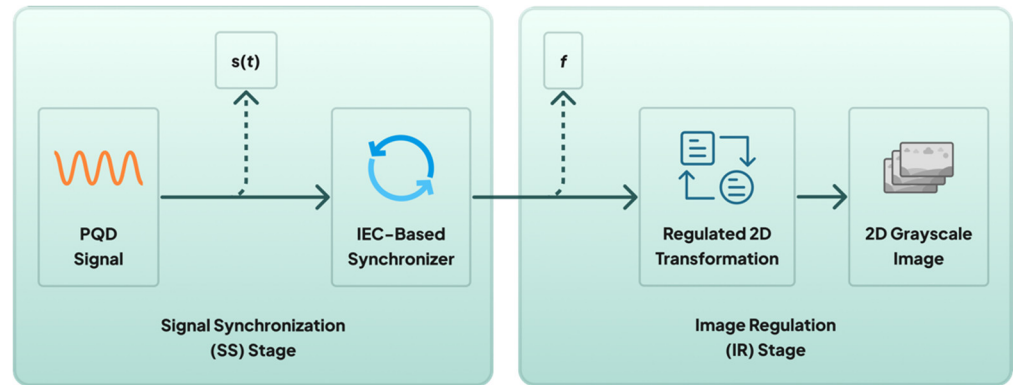 s(t)
f
PQD
Signal
IEC-Based
Synchronizer
Regulated 2D
Transformation
2D Grayscale
Image
Signal Synchronization
(SS) Stage
Image Regulation
(IR) Stage